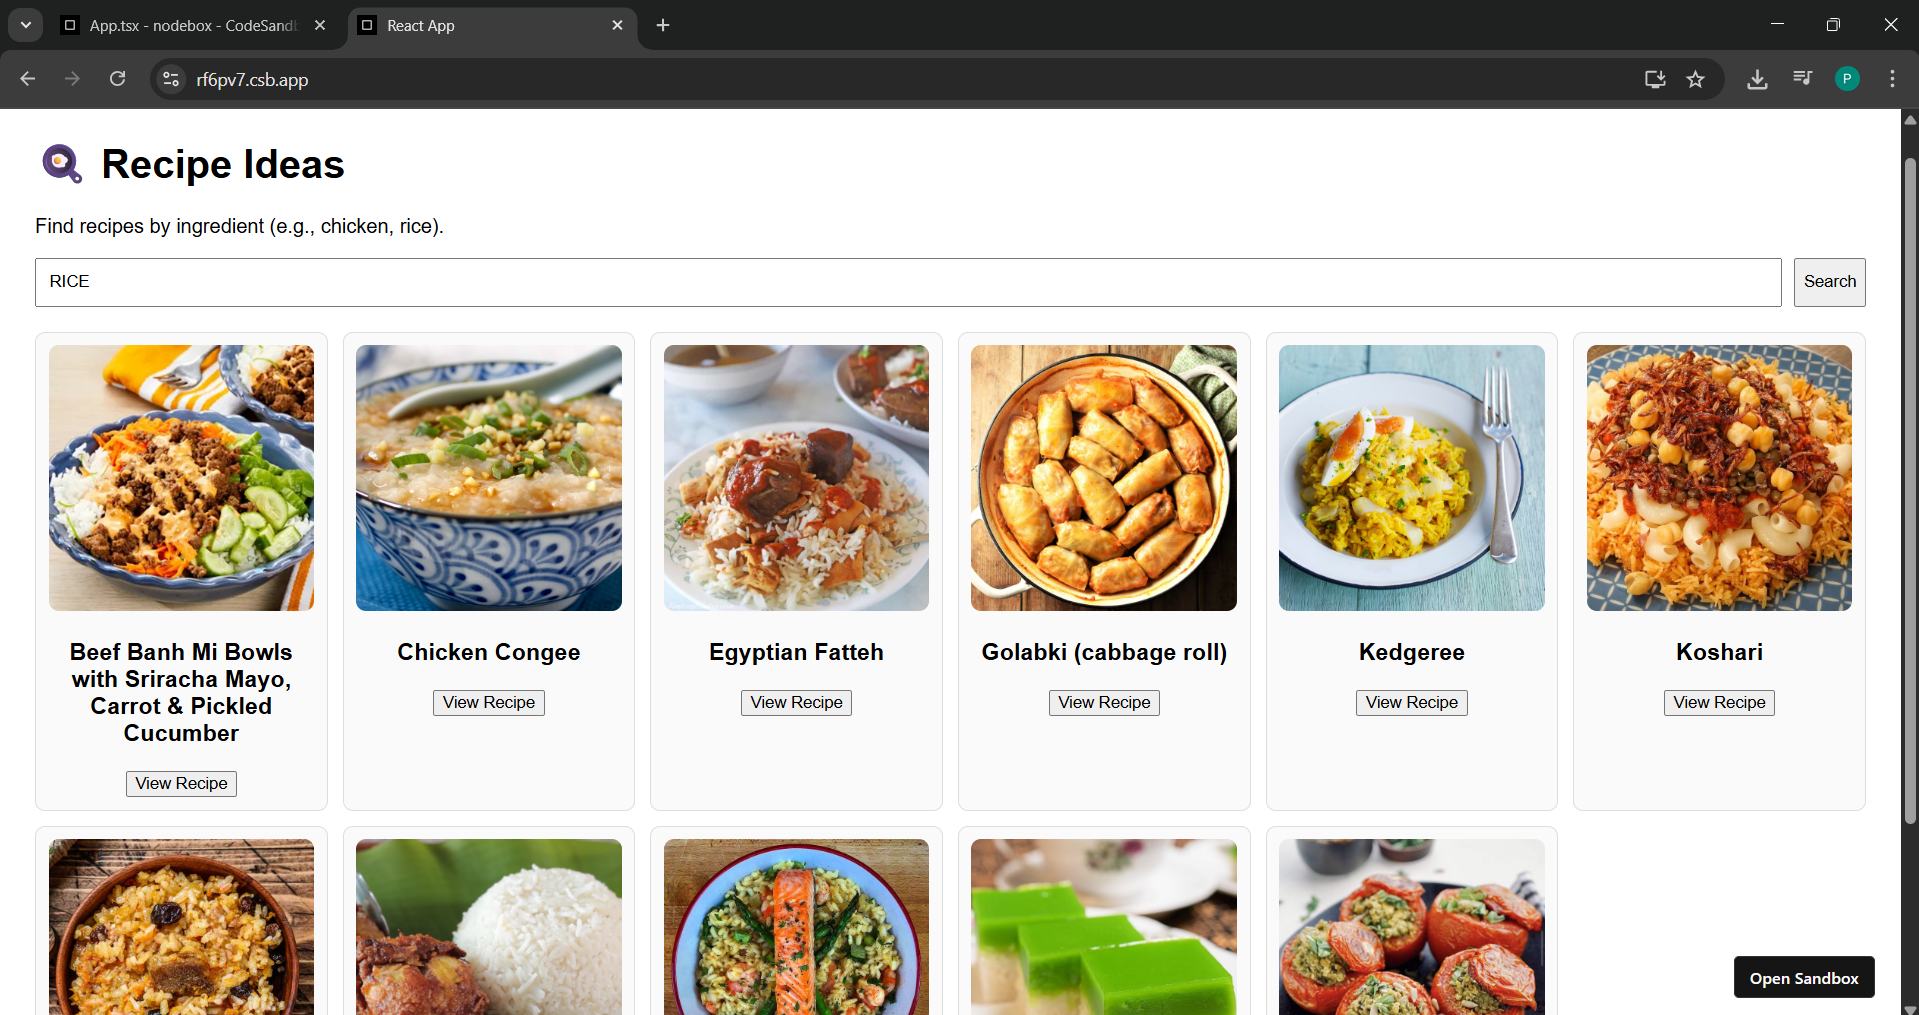 App.tsx - nodebox - CodeSandb
React App
rf6pv7.csb.app
P
Recipe Ideas
Find recipes by ingredient (e.g., chicken, rice).
RICE
Search
Beef Banh Mi Bowls
with Sriracha Mayo,
Carrot & Pickled
Cucumber
View Recipe
Chicken Congee
View Recipe
Egyptian Fatteh
View Recipe
Golabki (cabbage roll)
View Recipe
Kedgeree
View Recipe
Koshari
View Recipe
Open Sandbox